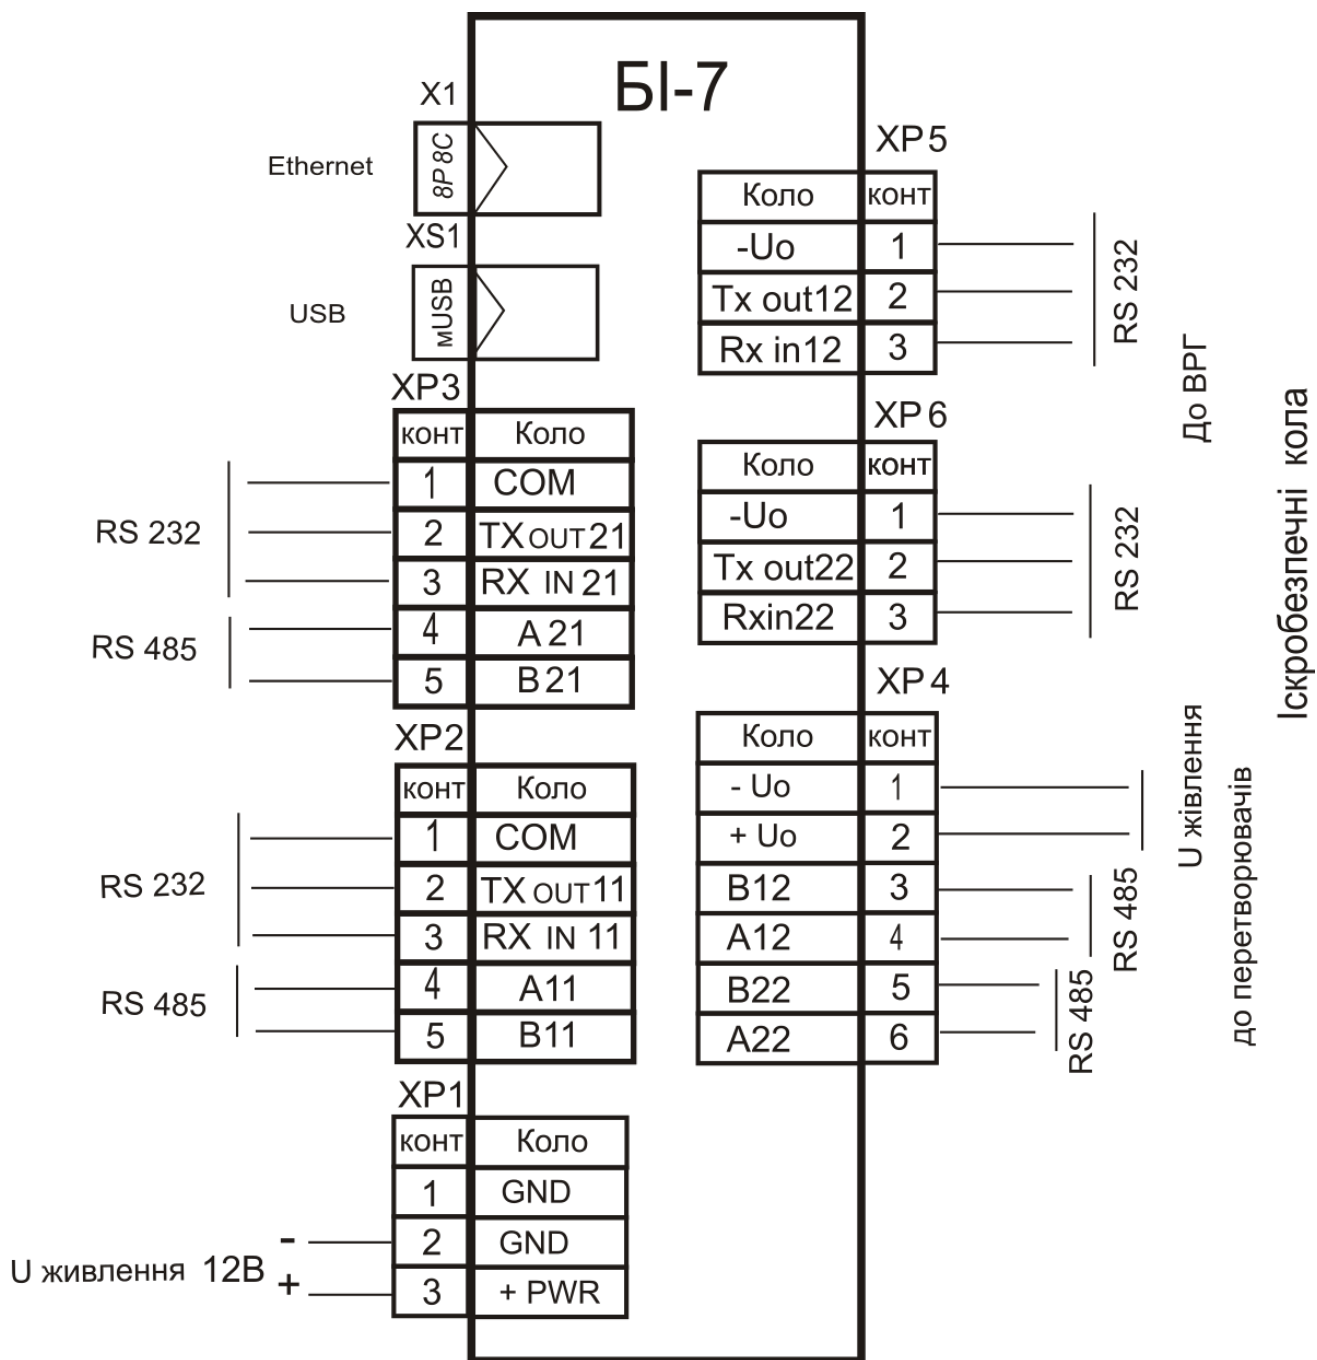 БІ-7
X1
8P8C
Ethernet
XS1
мUSB
USB
XP3
конт Коло
1 COM
2 TX OUT 21
3 RX IN 21
4 A 21
5 B 21
RS 232
RS 485
XP2
конт Коло
1 COM
2 TX OUT 11
3 RX IN 11
4 A11
5 B11
RS 232
RS 485
XP1
конт Коло
1 GND
2 GND
3 + PWR
U живлення 12В
-
+
XP5
Коло конт
-Uo 1
Tx out12 2
Rx in12 3
RS 232
XP6
Коло конт
-Uo 1
Tx out22 2
Rxin22 3
RS 232
До ВРГ
XP4
Коло конт
- Uo 1
+ Uo 2
B12 3
A12 4
B22 5
A22 6
U жівлення
RS 485
RS 485
до перетворювачів
Іскробезпечні кола